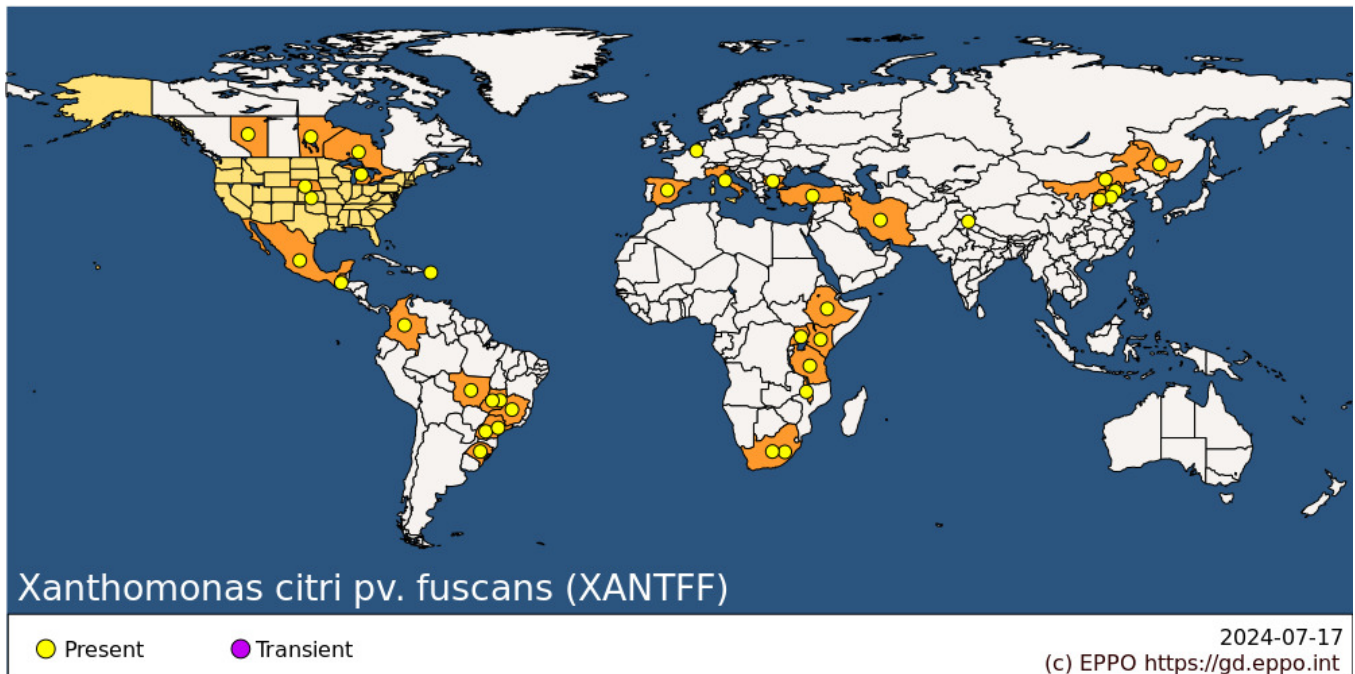 Xanthomonas citri pv. fuscans (XANTFF)
Present
Transient
2024-07-17
(c) EPPO https://gd.eppo.int